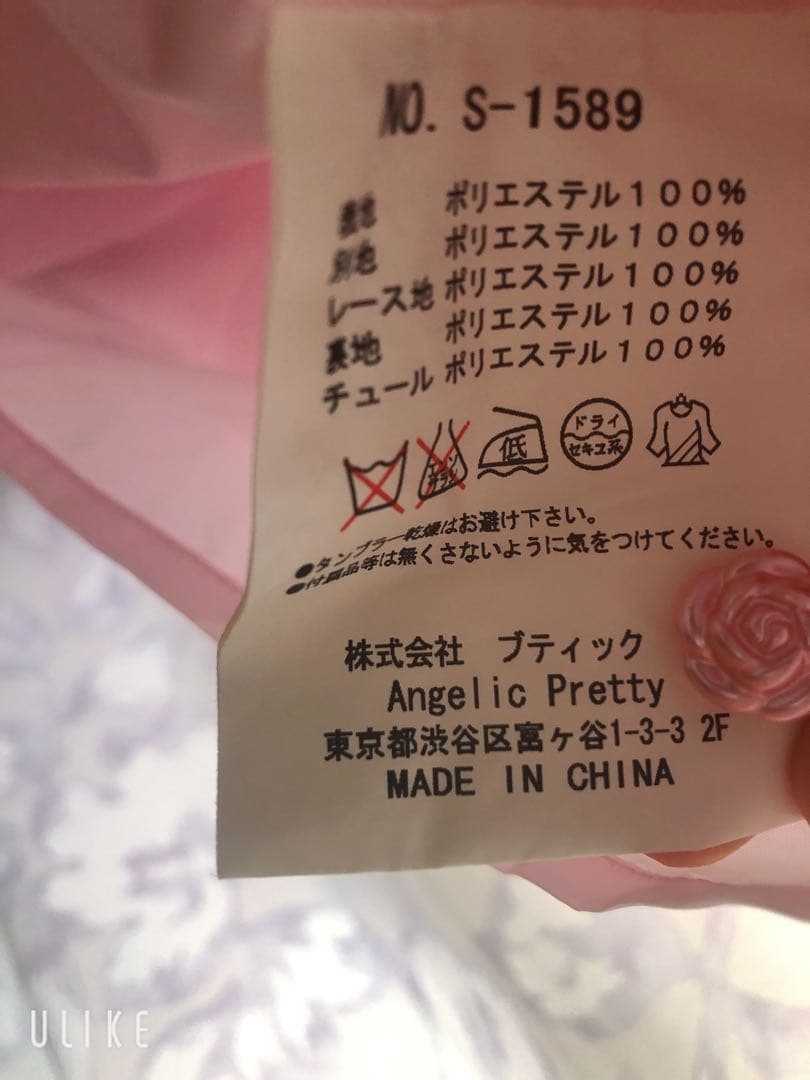 NO. S-1589
表地 ポリエステル100%
別地 ポリエステル100%
レース地 ポリエステル100%
裏地 ポリエステル100%
チュール ポリエステル100%
エンソサラシ 低 ドライ セキユ系
●タンブラー乾燥はお避け下さい。
●付属品等は無くさないように気をつけてください。
株式会社 ブティック
Angelic Pretty
東京都渋谷区富ヶ谷1-3-3 2F
MADE IN CHINA
ULIKE